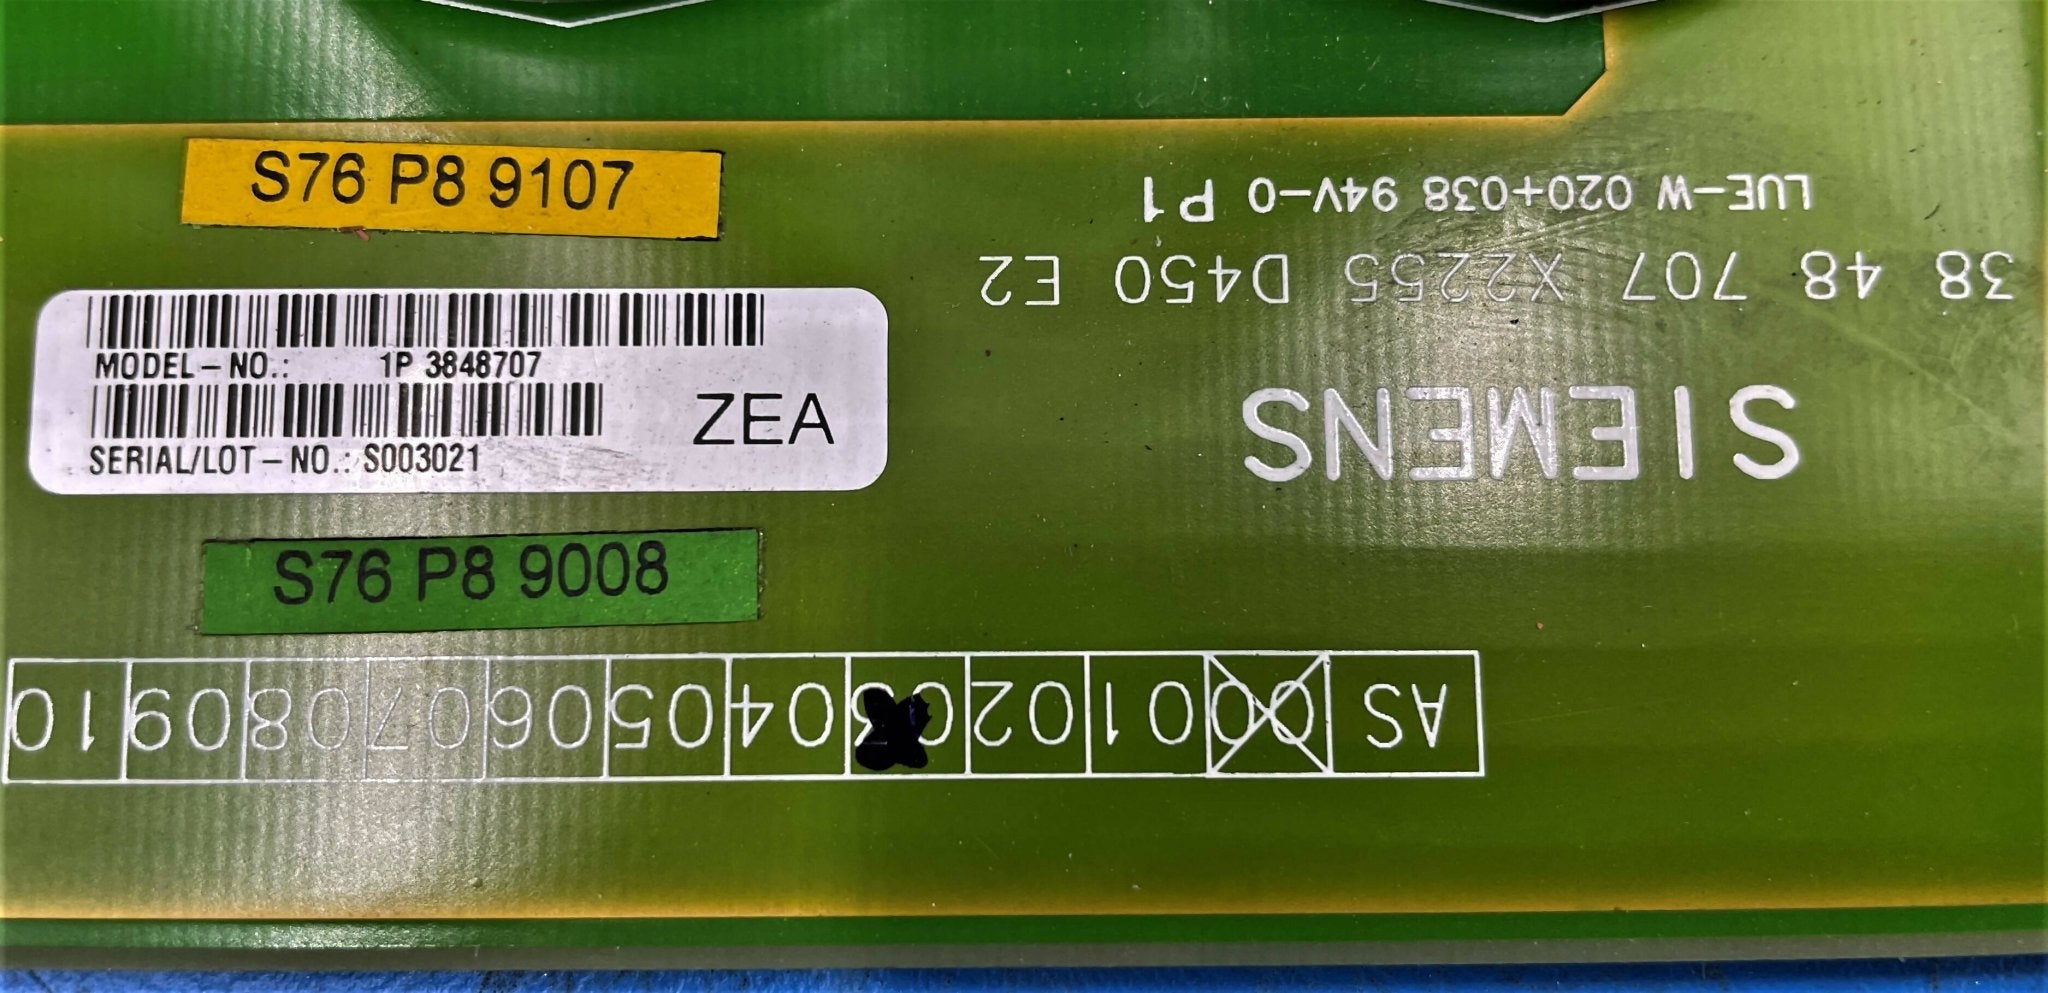 S76 P8 9107
MODEL-NO.: 1P 3848707
SERIAL/LOT-NO.: S003021
ZEA
S76 P8 9008
LUE-W 020+038 94V-0 P1
38 48 707 X2255 D450 E2
SIEMENS
AS 00 01 02 03 04 05 06 07 08 09 10